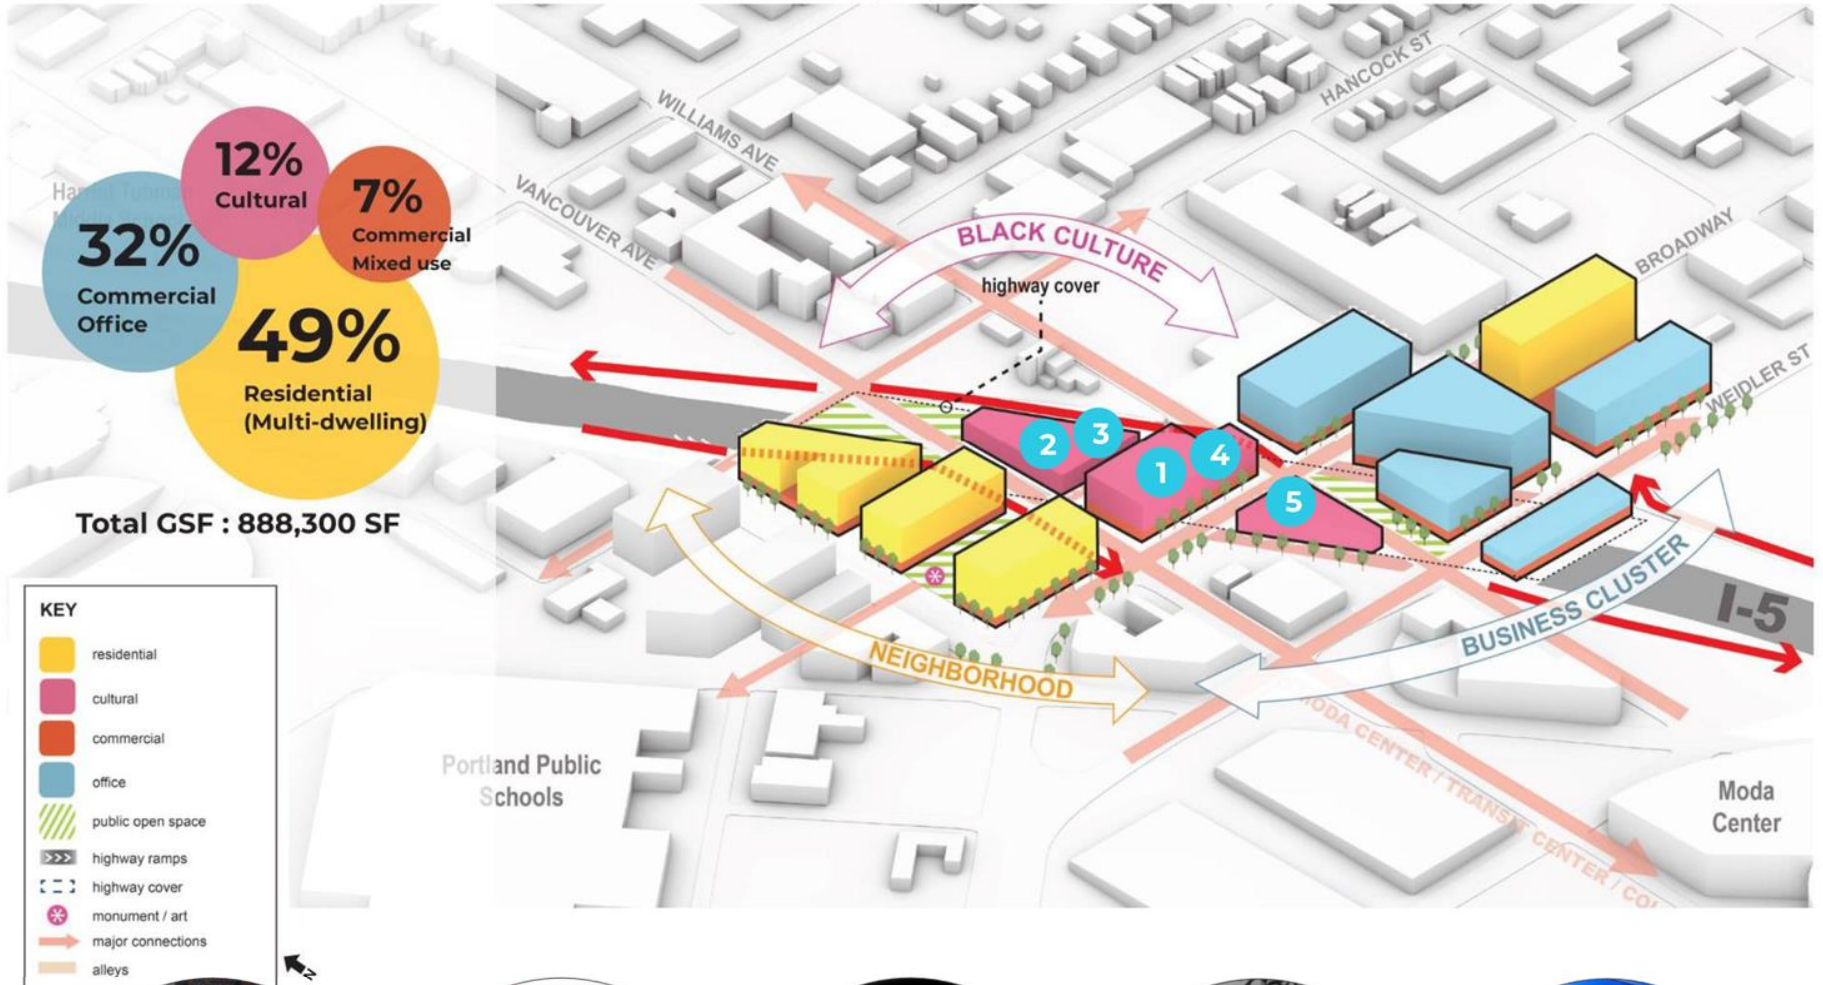 12%
Cultural
7%
Commercial
Mixed use
32%
Commercial
Office
49%
Residential
(Multi-dwelling)
Total GSF : 888,300 SF
KEY
residential
cultural
commercial
office
public open space
highway ramps
highway cover
monument / art
major connections
alleys
N
WILLIAMS AVE
VANCOUVER AVE
HANCOCK ST
BROADWAY
WEIDLER ST
BLACK CULTURE
highway cover
2
3
1
4
5
NEIGHBORHOOD
BUSINESS CLUSTER
I-5
Portland Public
Schools
MODA CENTER / TRANSIT CENTER /
Moda
Center